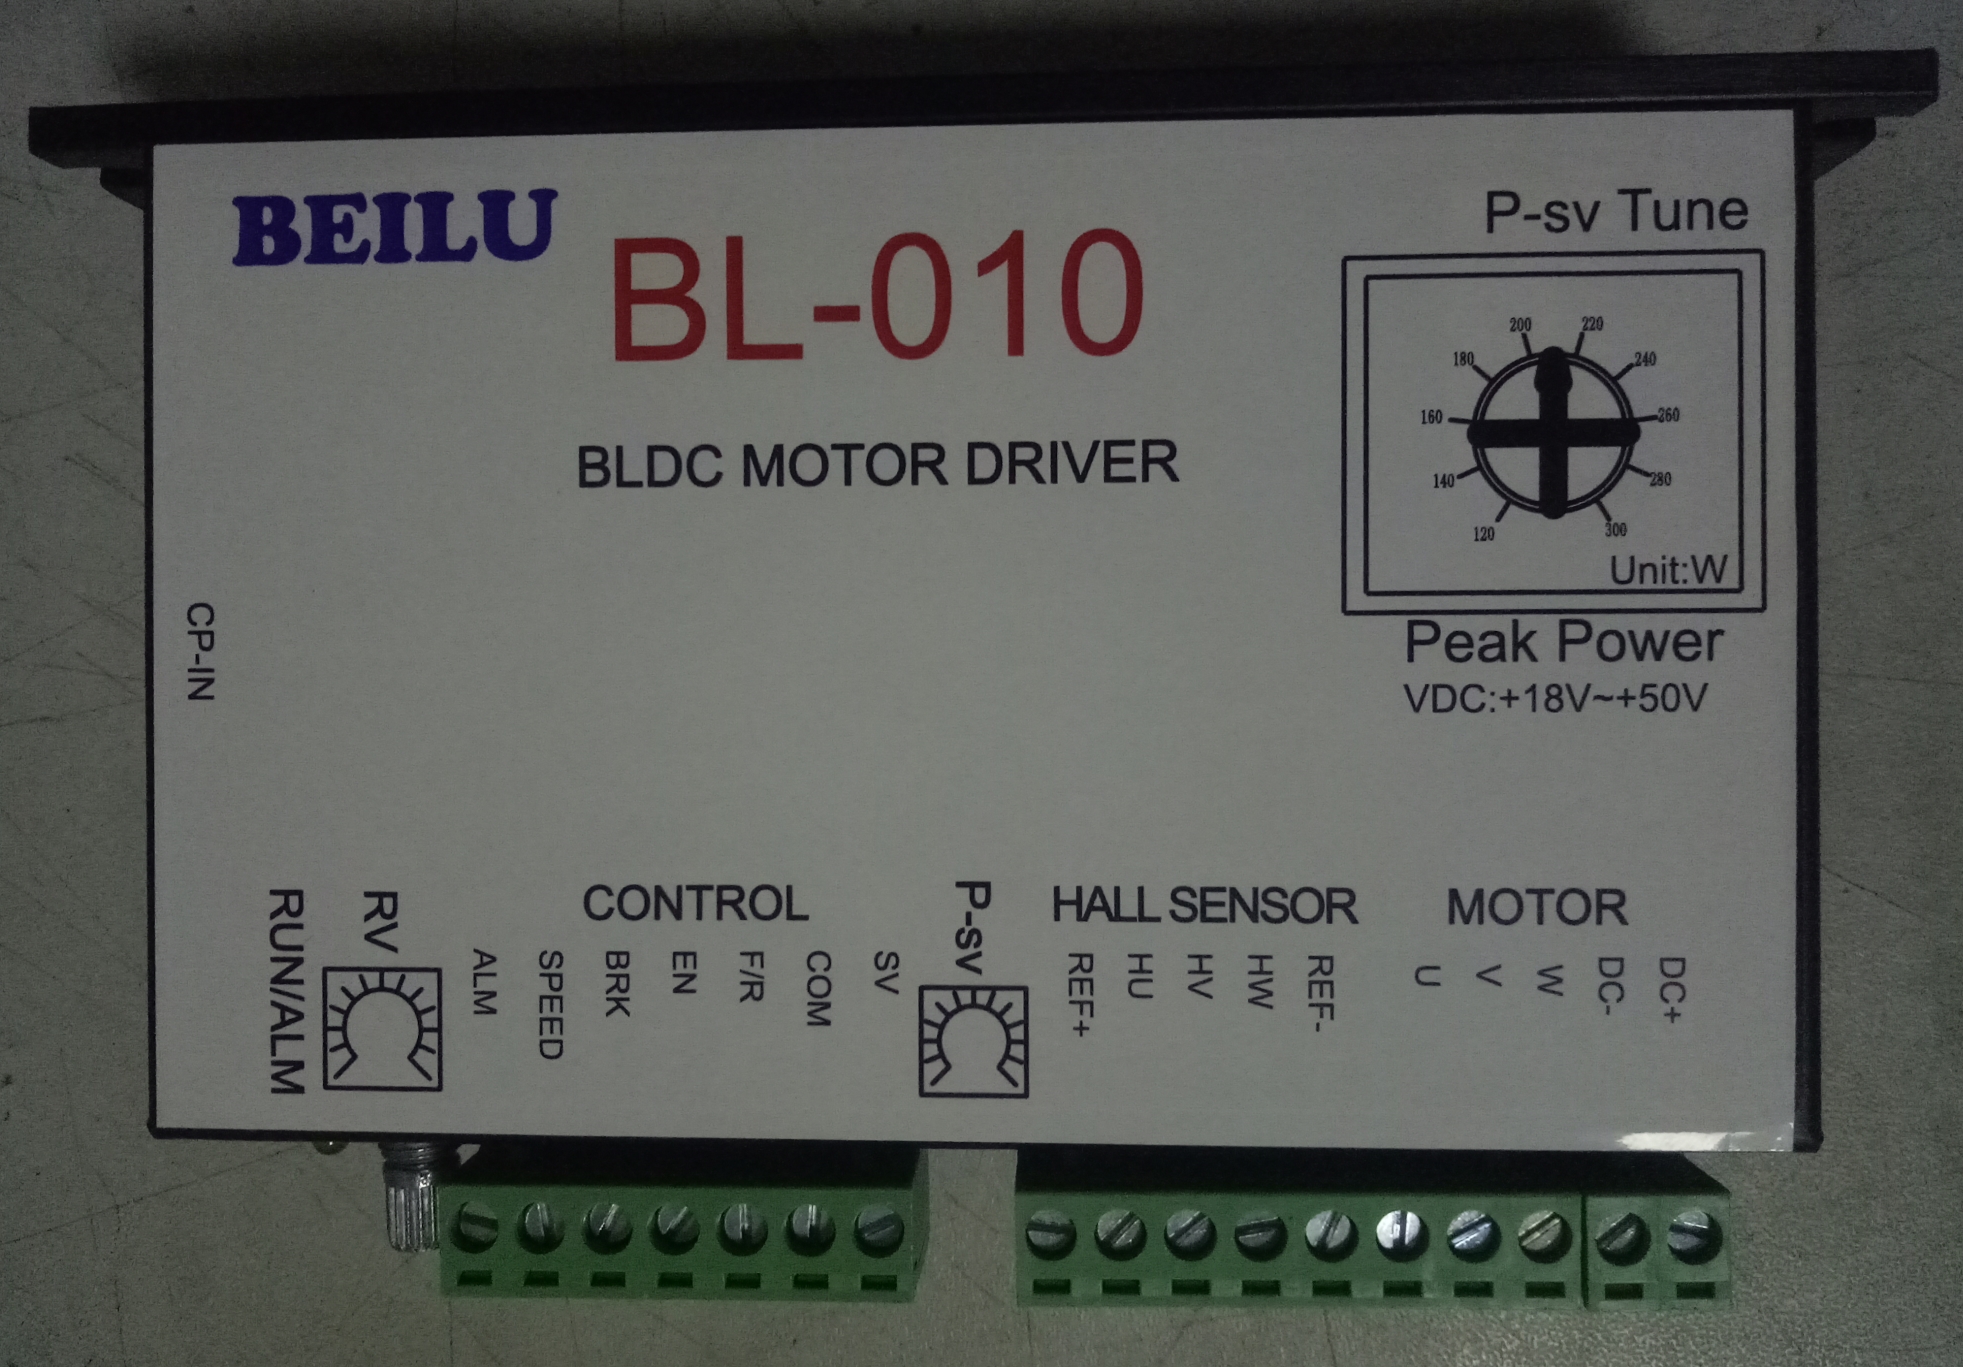 BEILU
BL-010
BLDC MOTOR DRIVER
P-sv Tune
200
220
180
240
160
260
140
280
120
300
Unit:W
Peak Power
VDC:+18V~+50V
CP-IN
RUN/ALM
RV
CONTROL
ALM
SPEED
BRK
EN
F/R
COM
SV
P-sv
HALL SENSOR
REF+
HU
HV
HW
REF-
MOTOR
U
V
W
DC-
DC+